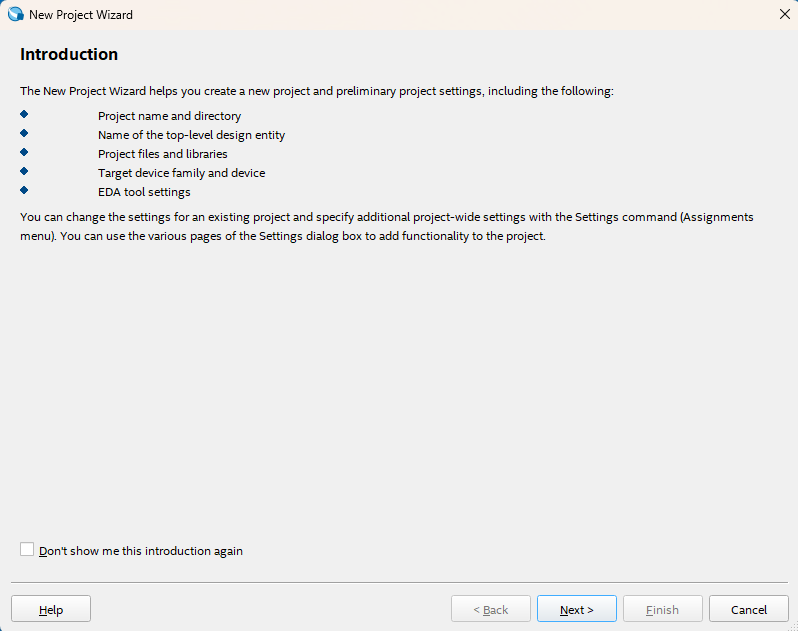 New Project Wizard
Introduction
The New Project Wizard helps you create a new project and preliminary project settings, including the following:
Project name and directory
Name of the top-level design entity
Project files and libraries
Target device family and device
EDA tool settings
You can change the settings for an existing project and specify additional project-wide settings with the Settings command (Assignments
menu). You can use the various pages of the Settings dialog box to add functionality to the project.
Don't show me this introduction again
Help < Back Next > Finish Cancel